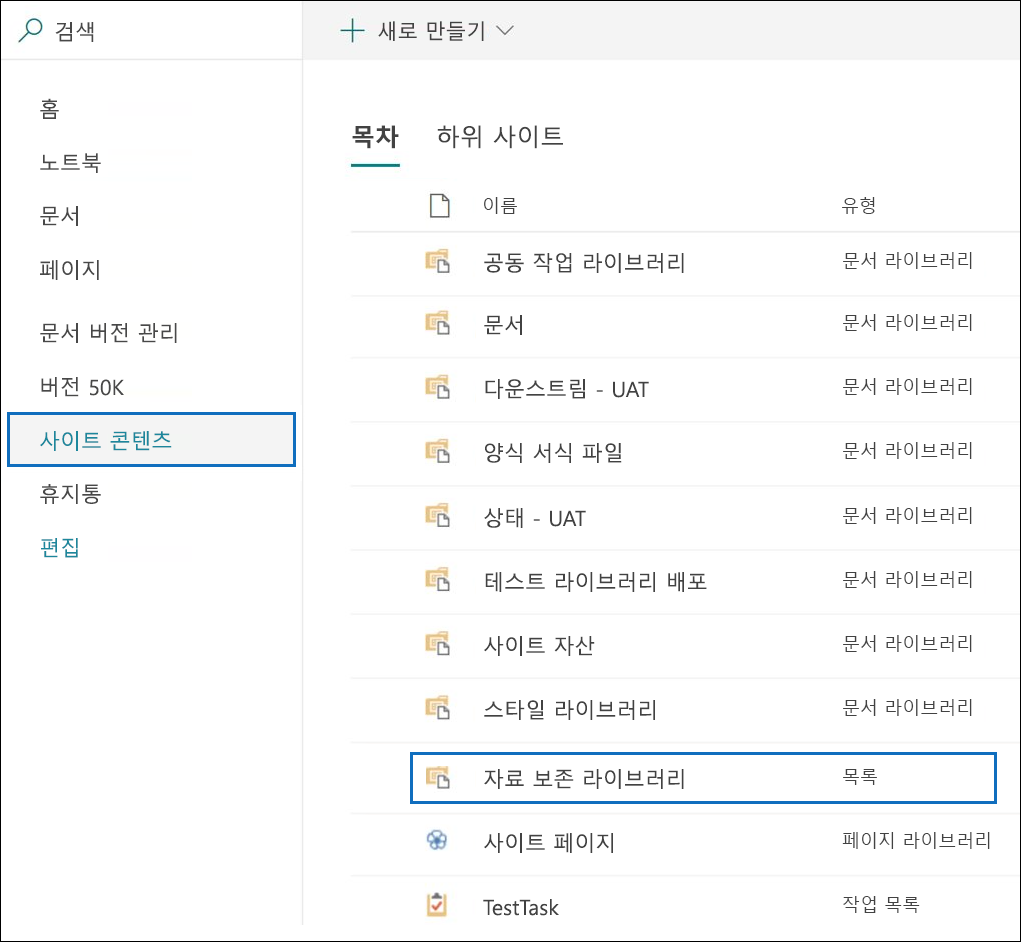 검색
새로 만들기
홈
노트북
문서
페이지
문서 버전 관리
버전 50K
사이트 콘텐츠
휴지통
편집
목차 하위 사이트
이름 유형
공동 작업 라이브러리 문서 라이브러리
문서 문서 라이브러리
다운스트림 - UAT 문서 라이브러리
양식 서식 파일 문서 라이브러리
상태 - UAT 문서 라이브러리
테스트 라이브러리 배포 문서 라이브러리
사이트 자산 문서 라이브러리
스타일 라이브러리 문서 라이브러리
자료 보존 라이브러리 목록
사이트 페이지 페이지 라이브러리
TestTask 작업 목록